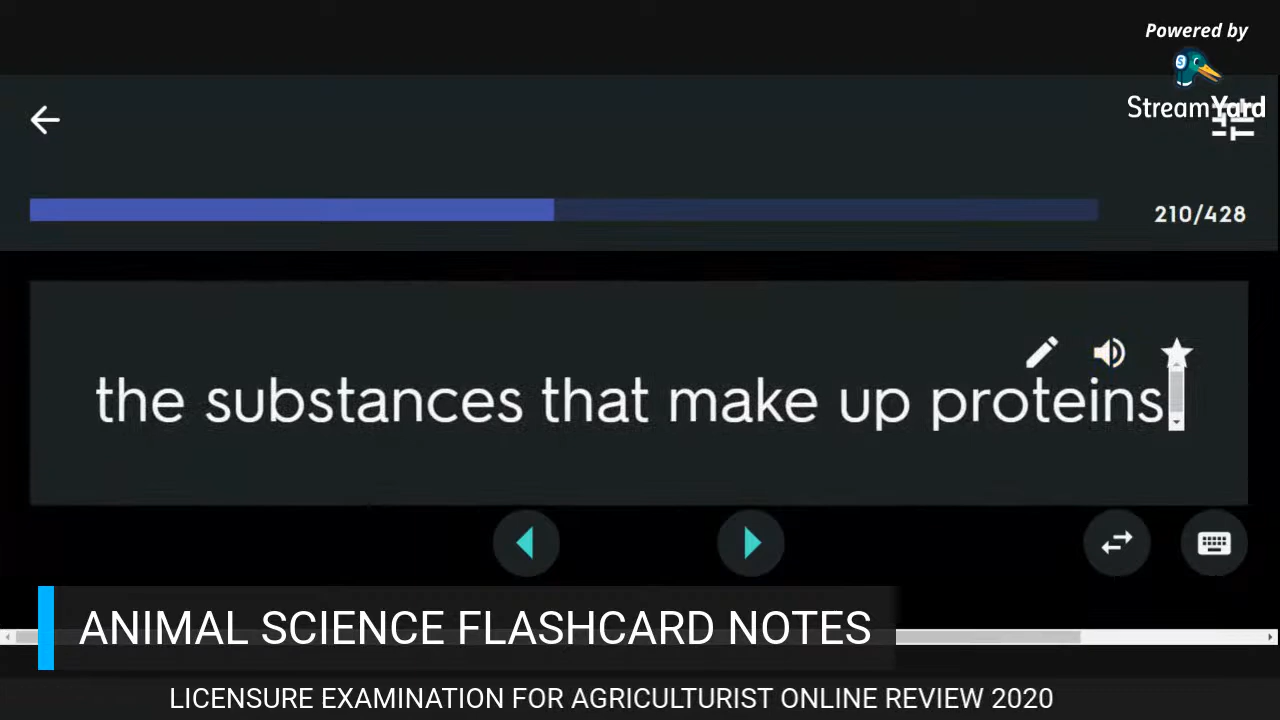 Powered by
StreamYard
210/428
the substances that make up proteins
ANIMAL SCIENCE FLASHCARD NOTES
LICENSURE EXAMINATION FOR AGRICULTURIST ONLINE REVIEW 2020